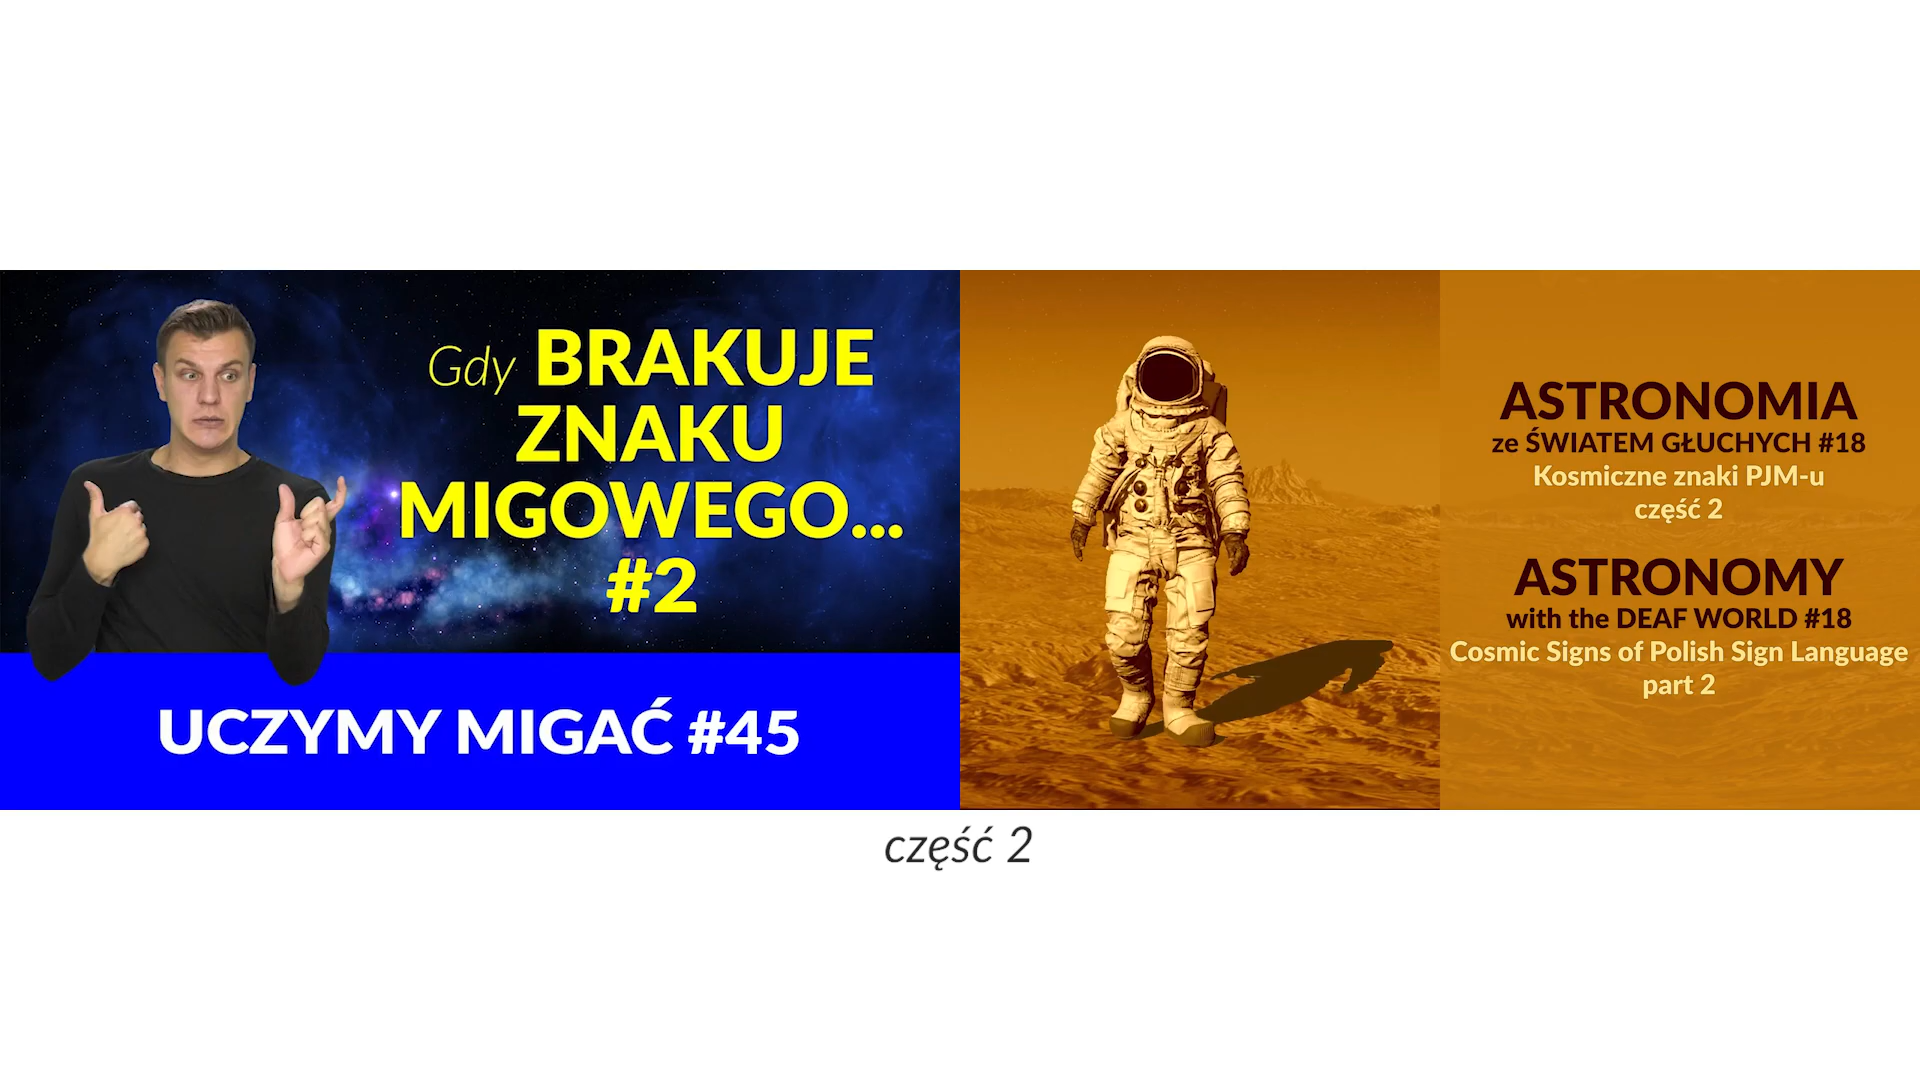 Gdy BRAKUJE
ZNAKU
MIGOWEGO...
#2
UCZYMY MIGAĆ #45
ASTRONOMIA
ze ŚWIATEM GŁUCHYCH #18
Kosmiczne znaki PJM-u
część 2
ASTRONOMY
with the DEAF WORLD #18
Cosmic Signs of Polish Sign Language
part 2
część 2